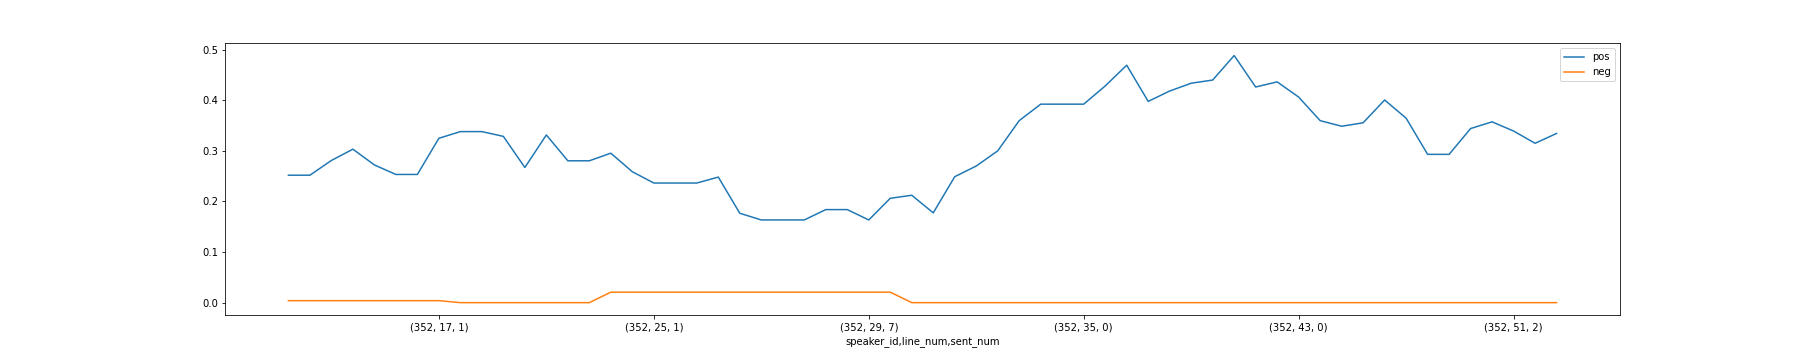 0.5
0.4
0.3
0.2
0.1
0.0
pos
neg
(352, 17, 1) (352, 25, 1) (352, 29, 7) (352, 35, 0) (352, 43, 0) (352, 51, 2)
speaker_id,line_num,sent_num